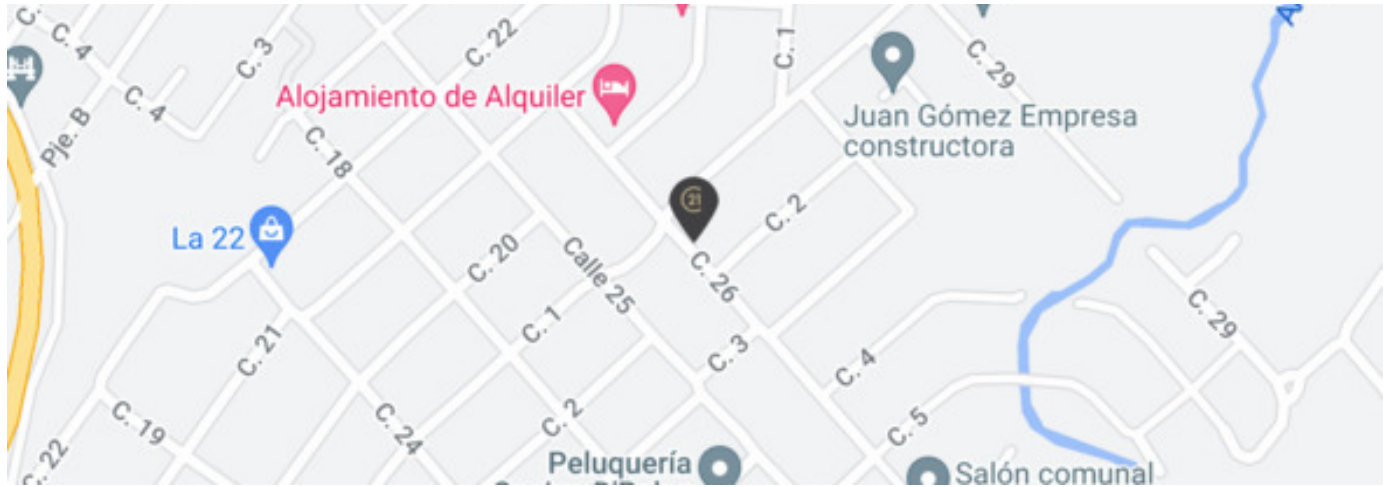 C. 4
C. 3
C. 22
C. 1
C. 29
C. 4
Pje. B
Alojamiento de Alquiler
Juan Gómez Empresa
constructora
C. 18
21
C. 2
La 22
C. 20
Calle 25
C. 26
C. 21
C. 1
C. 3
C. 4
C. 29
C. 22
C. 19
C. 24
C. 2
C. 5
Peluquería
Salón comunal